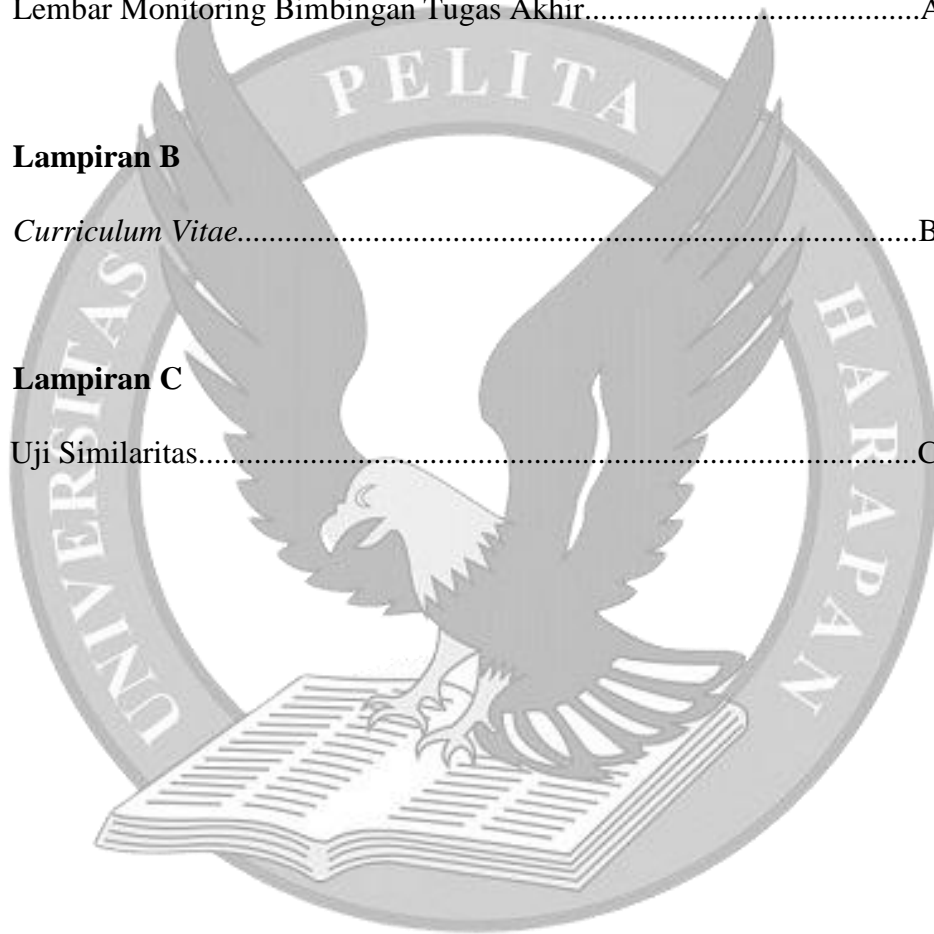 Lembar Monitoring Bimbingan Tugas Akhir..........................................A
PELITA
Lampiran B
Curriculum Vitae.....................................................................................B
UNIVERSITAS
HARAPAN
Lampiran C
Uji Similaritas..........................................................................................C